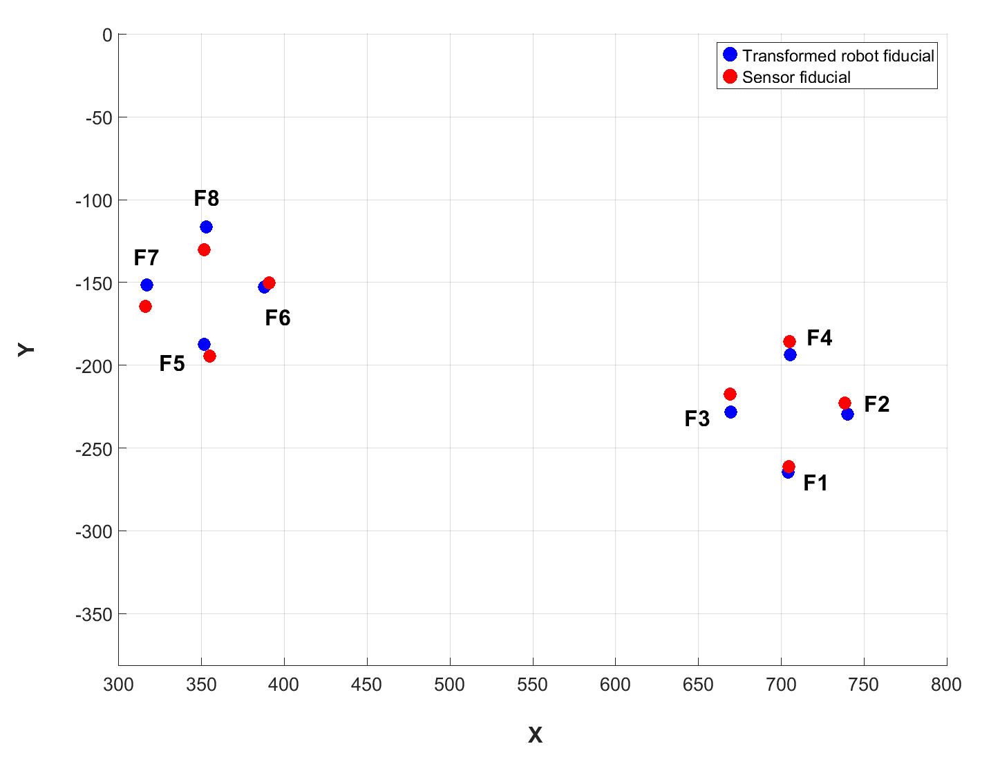 0
-50
-100
-150
-200
-250
-300
-350
Y
Transformed robot fiducial
Sensor fiducial
F8
F7
F6
F5
F4
F3
F2
F1
300 350 400 450 500 550 600 650 700 750 800
X